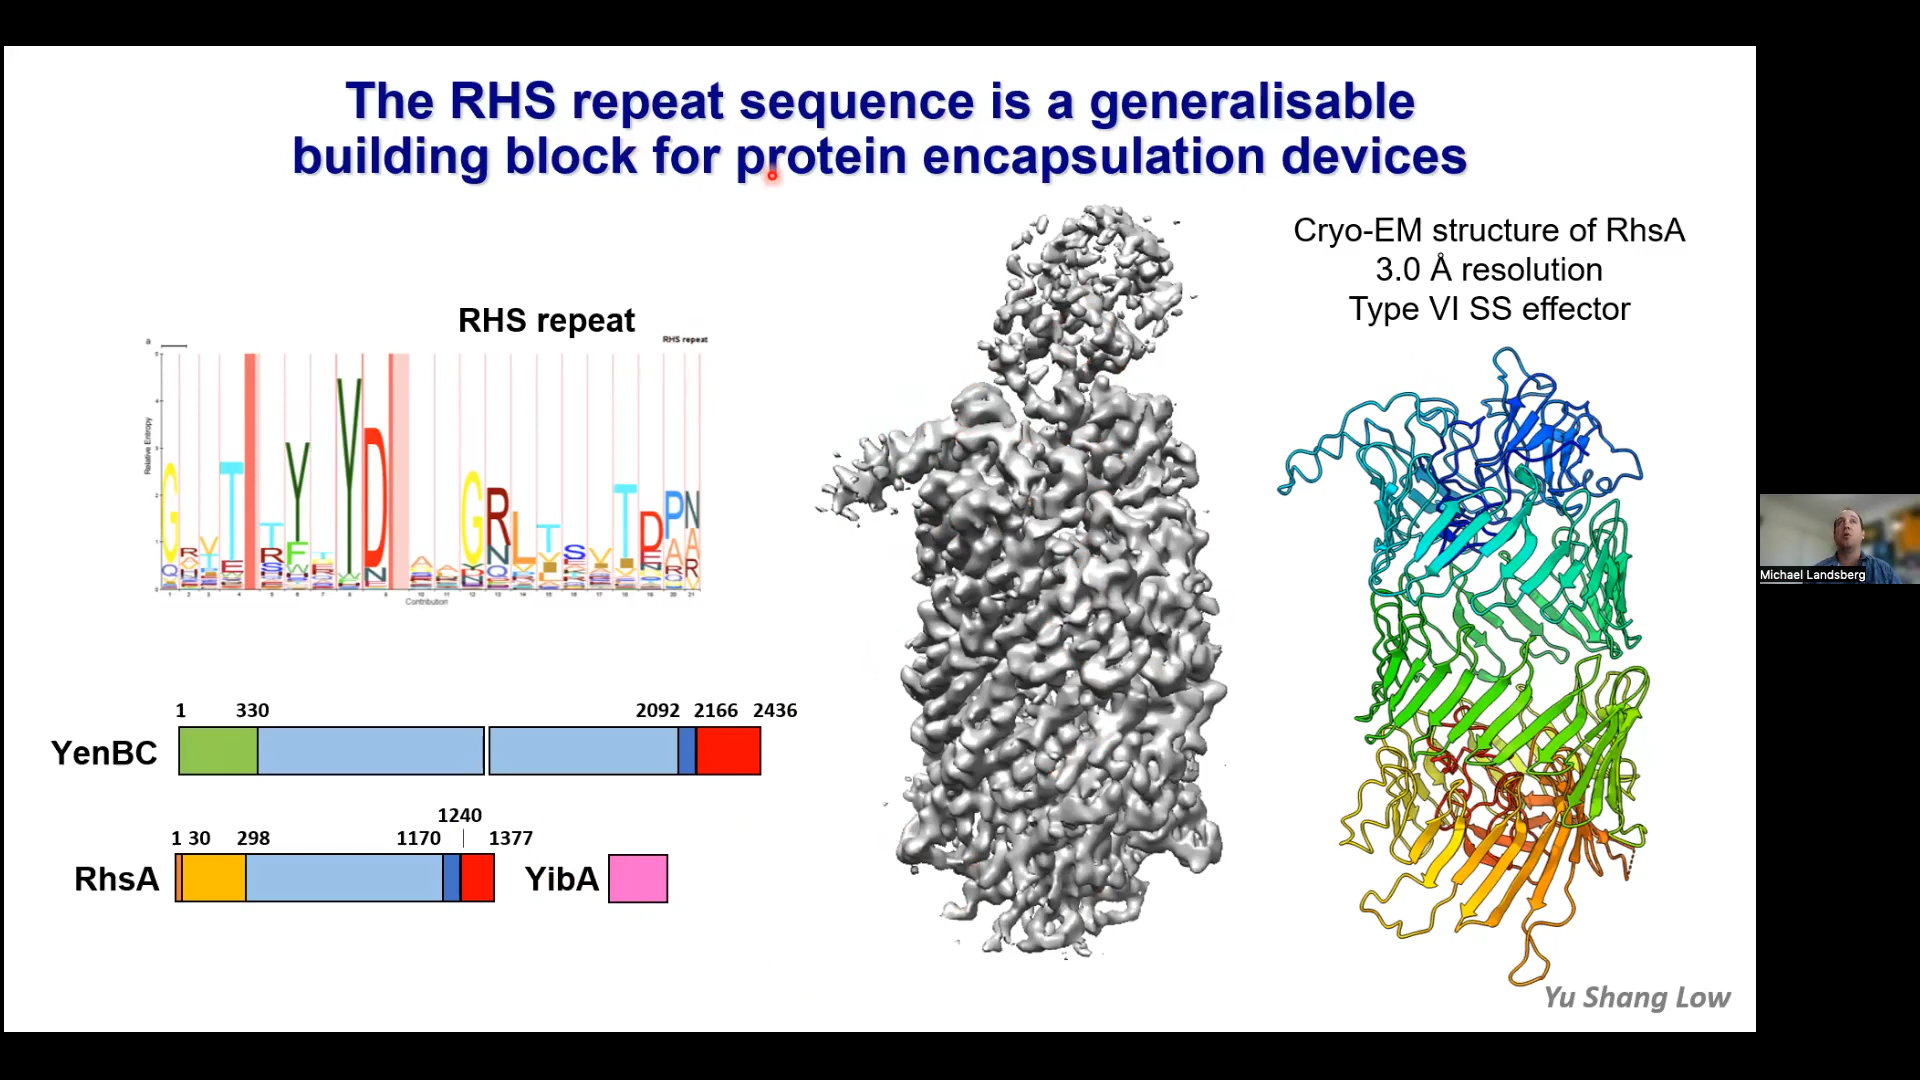 The RHS repeat sequence is a generalisable
building block for protein encapsulation devices
Cryo-EM structure of RhsA
3.0 Å resolution
Type VI SS effector
RHS repeat
a
RHS repeat
Relative Entropy
Contribution
1 330 2092 2166 2436
YenBC
1240
1 30 298 1170 1377
RhsA
YibA
Yu Shang Low
Michael Landsberg